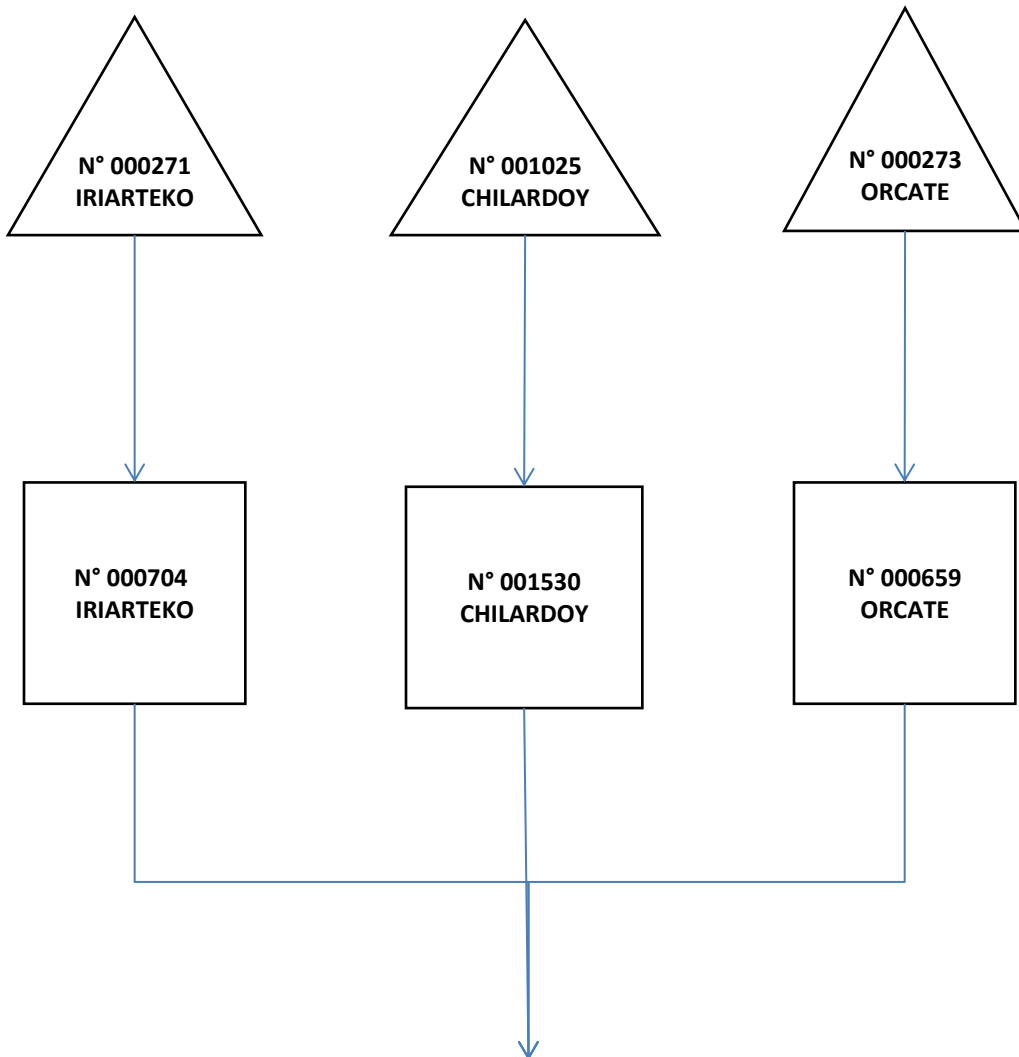 N° 000271
IRIARTEKO
N° 001025
CHILARDOY
N° 000273
ORCATE
N° 000704
IRIARTEKO
N° 001530
CHILARDOY
N° 000659
ORCATE